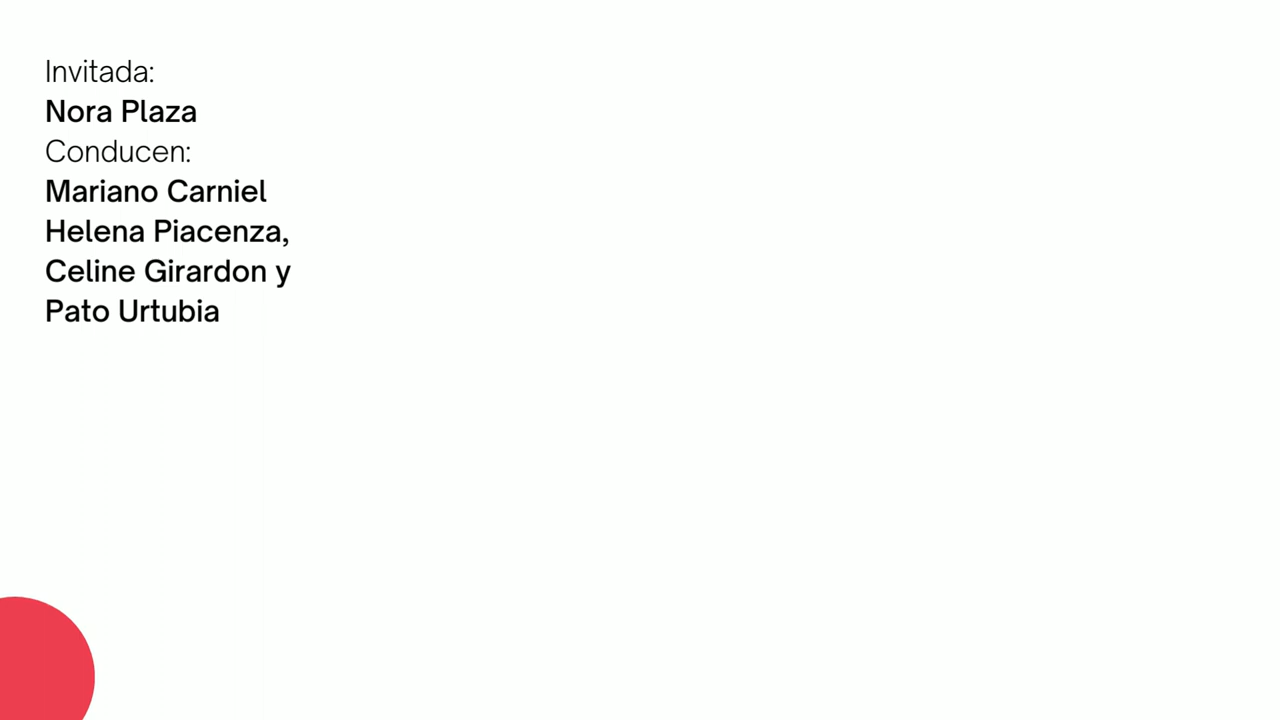 Invitada:
Nora Plaza
Conducen:
Mariano Carniel
Helena Piacenza,
Celine Girardon y
Pato Urtubia